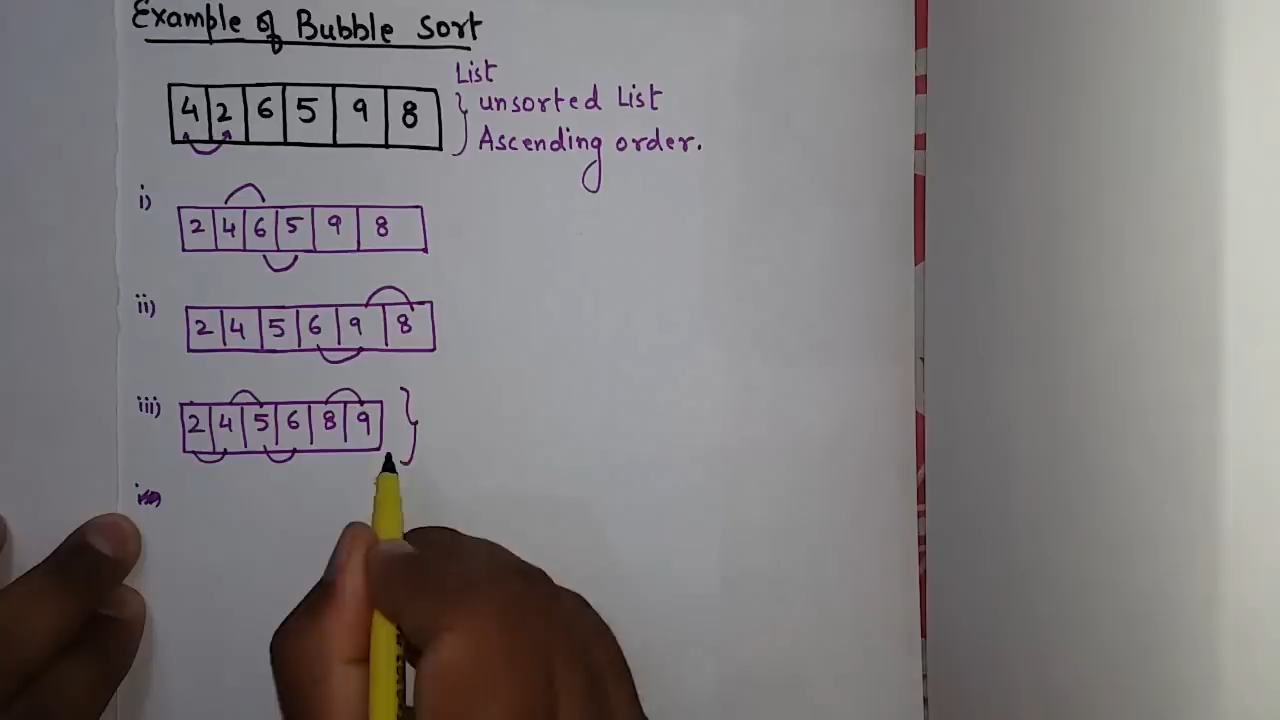 Example of Bubble Sort
List
4 2 6 5 9 8 unsorted List
Ascending order.
i) 2 4 6 5 9 8
ii) 2 4 5 6 9 8
iii) 2 4 5 6 8 9